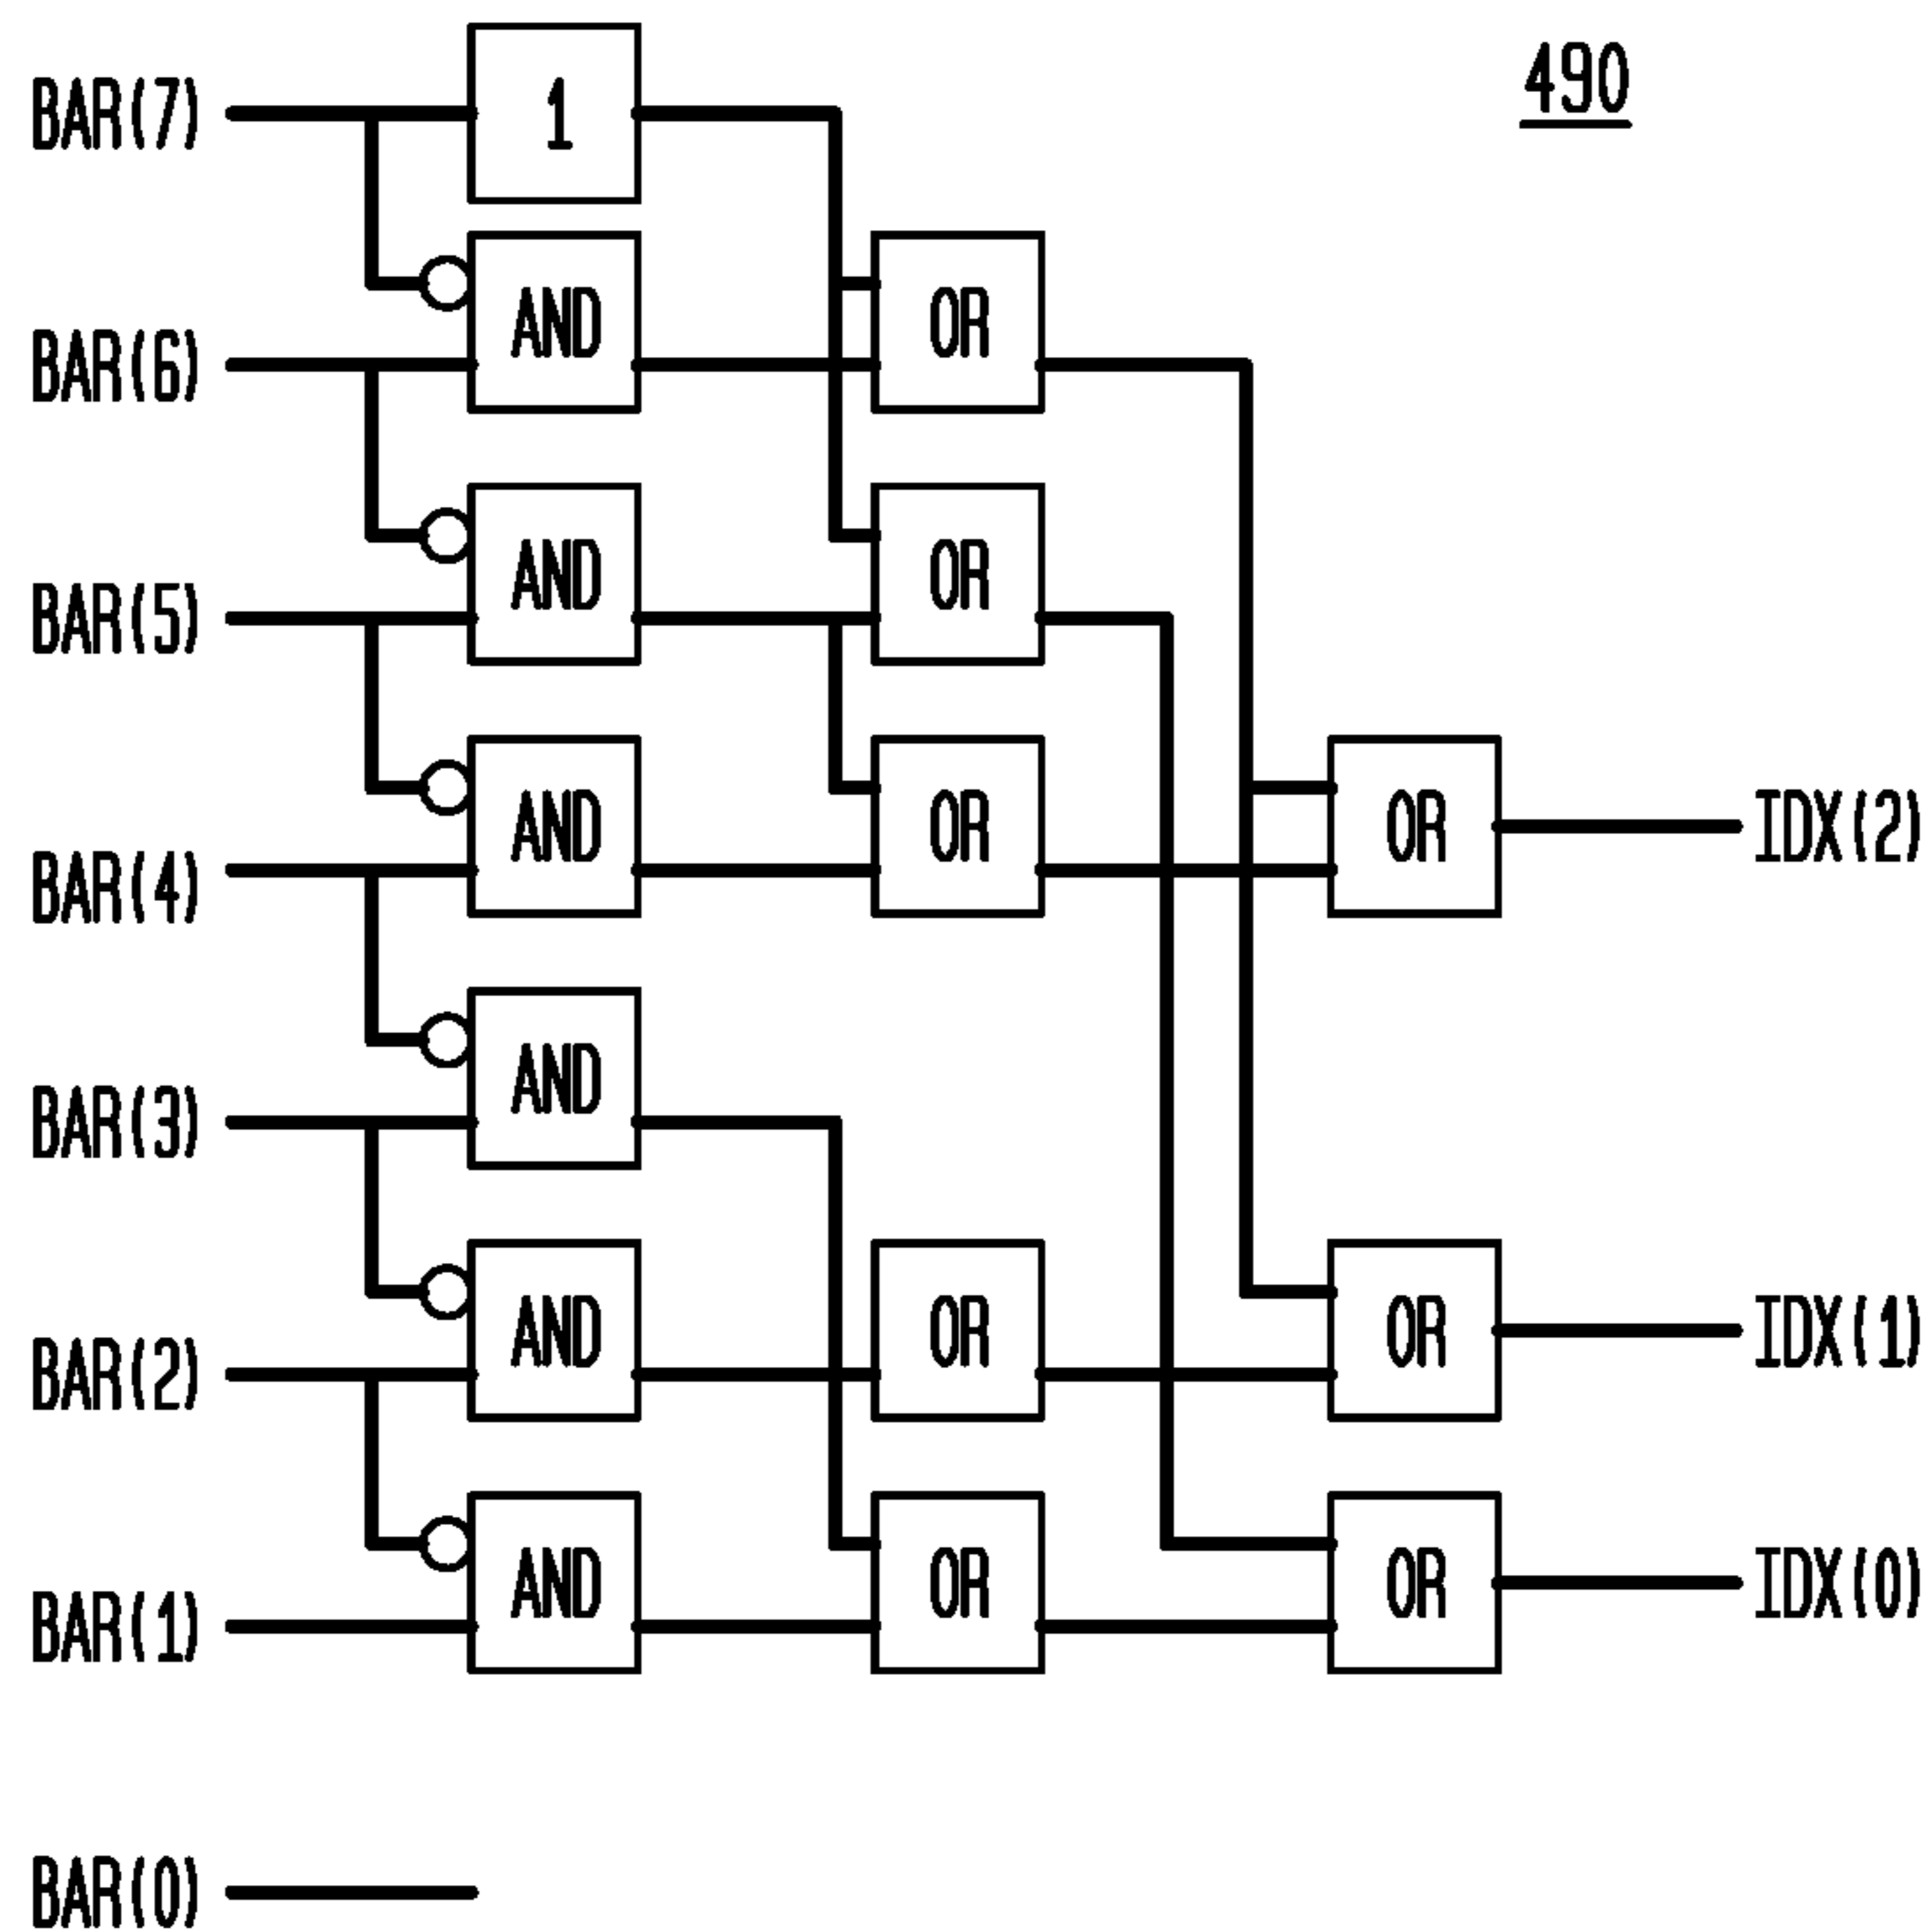 490
BAR(7)
1
BAR(6)
AND
OR
BAR(5)
AND
OR
BAR(4)
AND
OR
OR
IDX(2)
BAR(3)
AND
BAR(2)
AND
OR
OR
IDX(1)
BAR(1)
AND
OR
OR
IDX(0)
BAR(0)